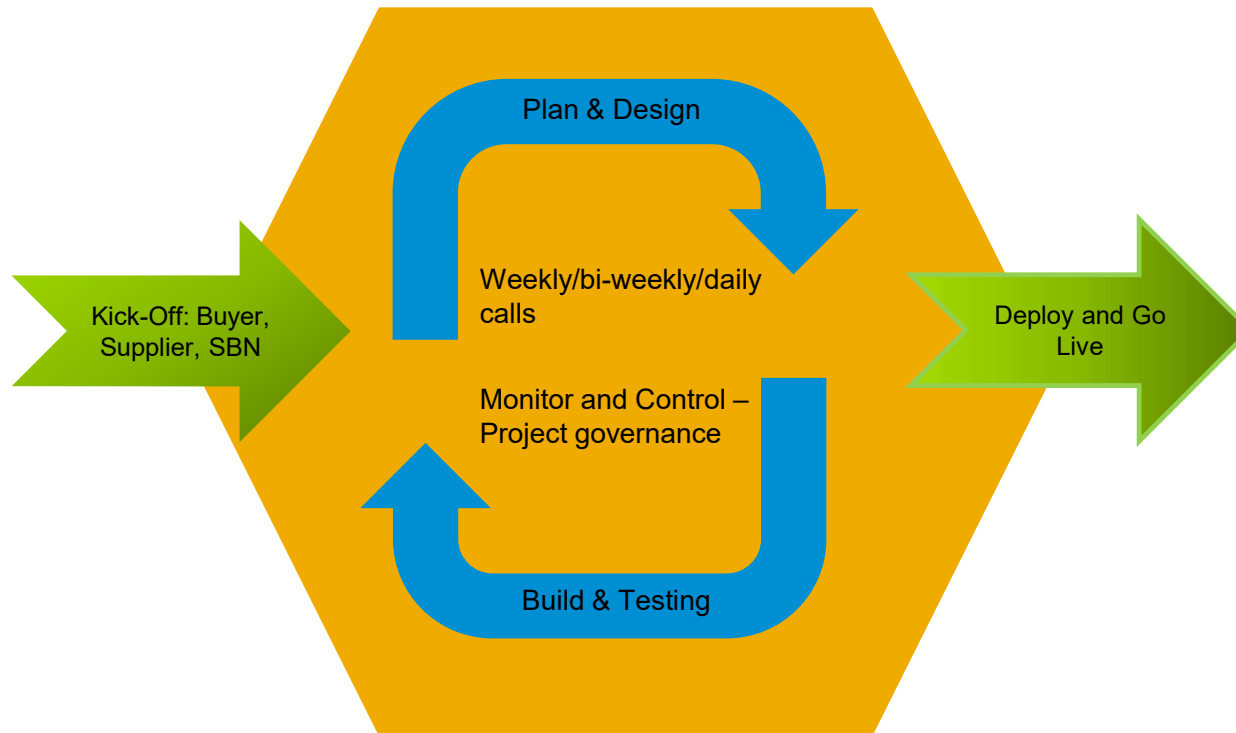 Plan & Design
Weekly/bi-weekly/daily
calls
Kick-Off: Buyer,
Supplier, SBN
Deploy and Go
Live
Monitor and Control –
Project governance
Build & Testing